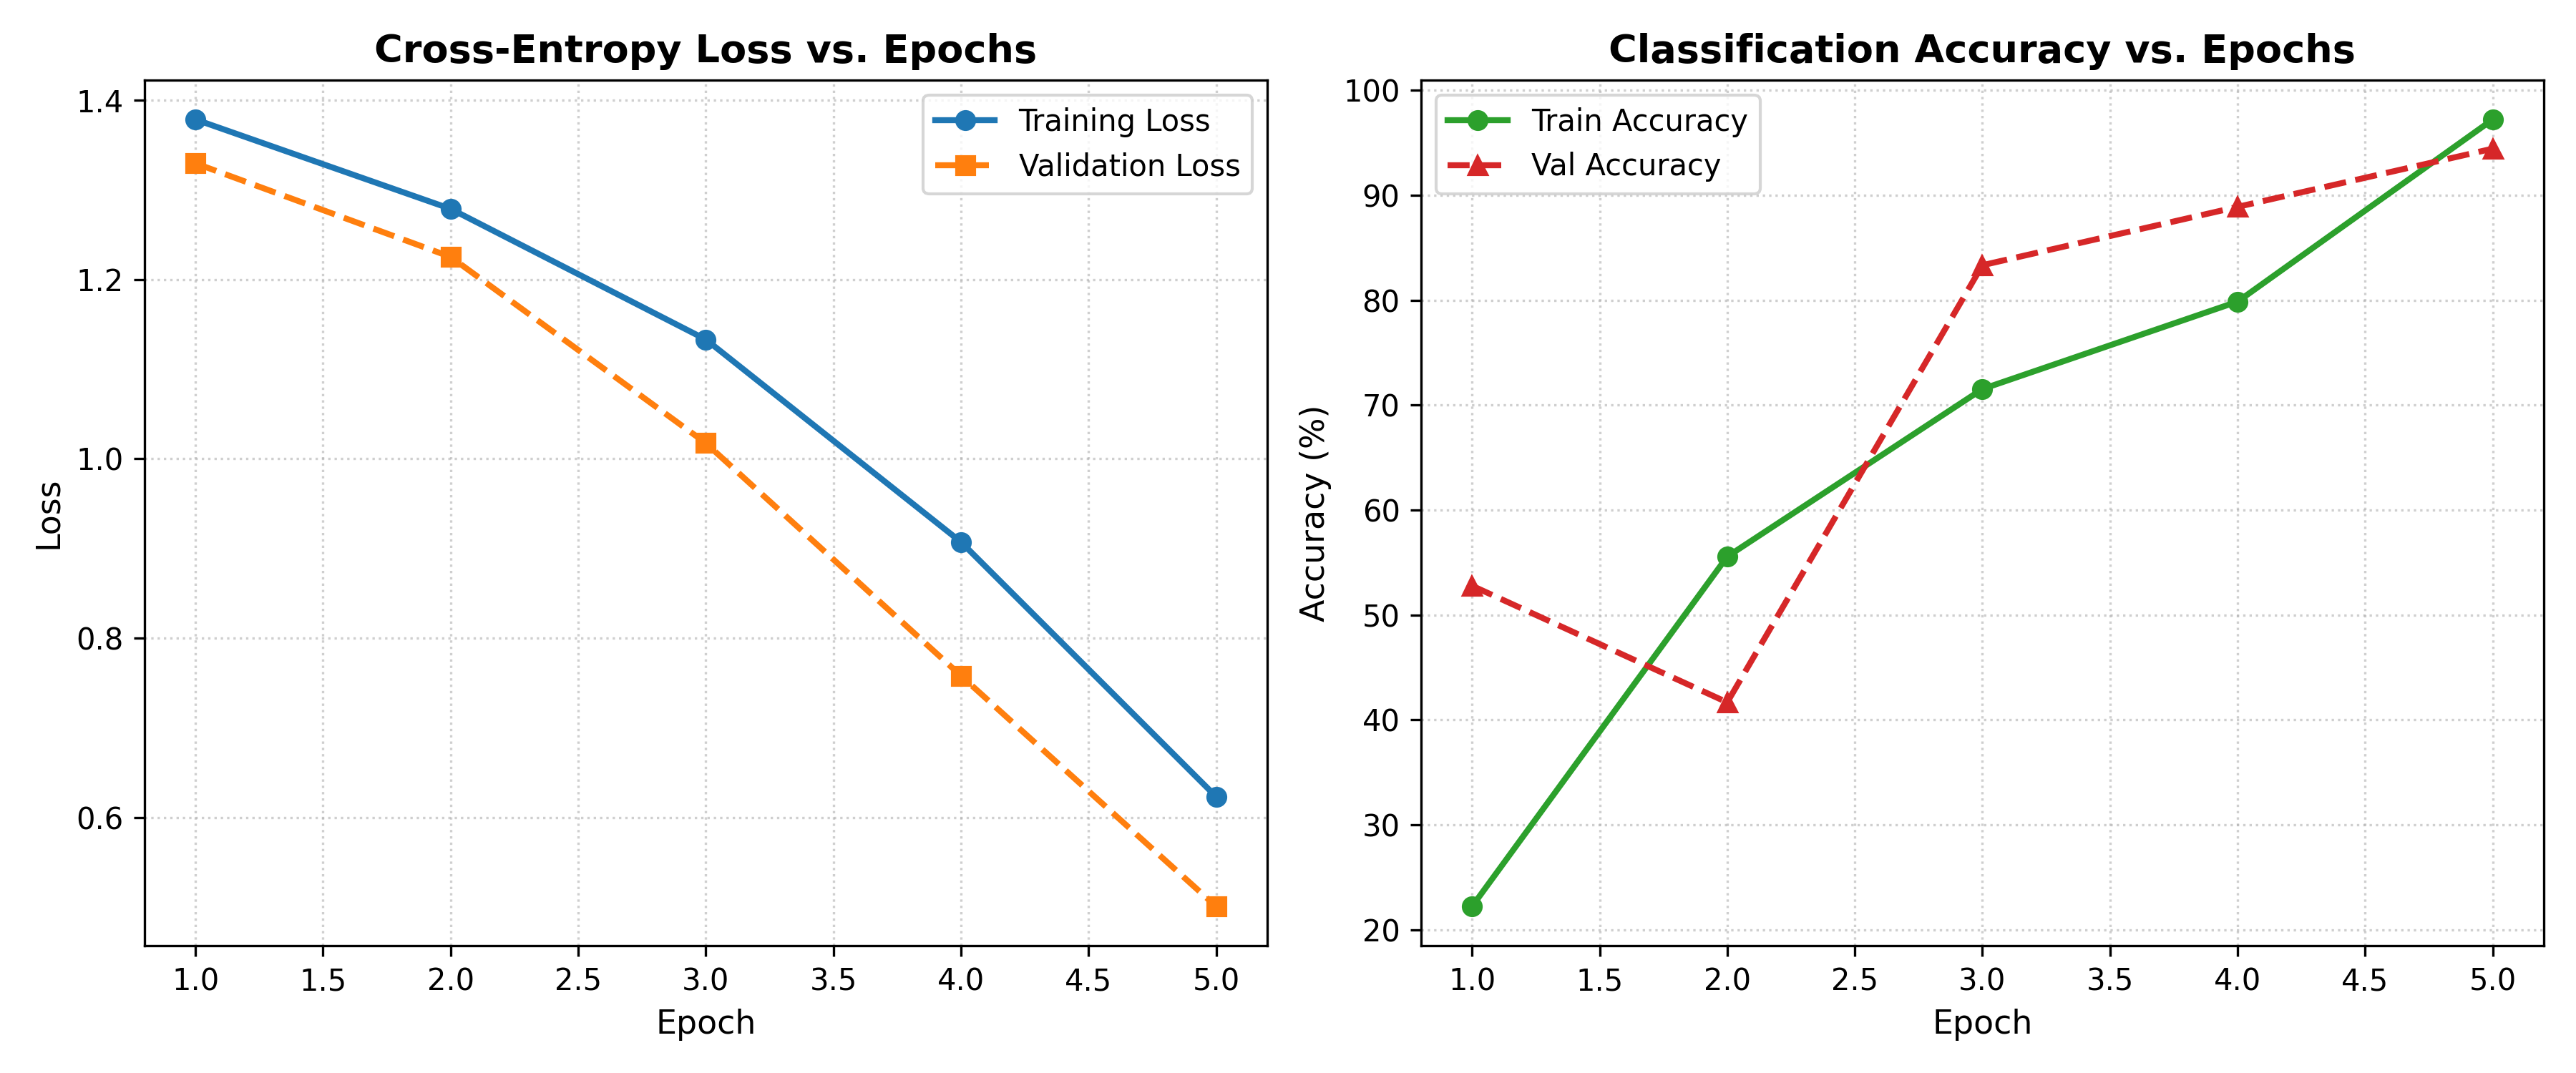 Cross-Entropy Loss vs. Epochs
Training Loss
Validation Loss
1.4
1.2
1.0
0.8
0.6
Loss
1.0 1.5 2.0 2.5 3.0 3.5 4.0 4.5 5.0
Epoch
Classification Accuracy vs. Epochs
Train Accuracy
Val Accuracy
100
90
80
70
60
50
40
30
20
Accuracy (%)
1.0 1.5 2.0 2.5 3.0 3.5 4.0 4.5 5.0
Epoch